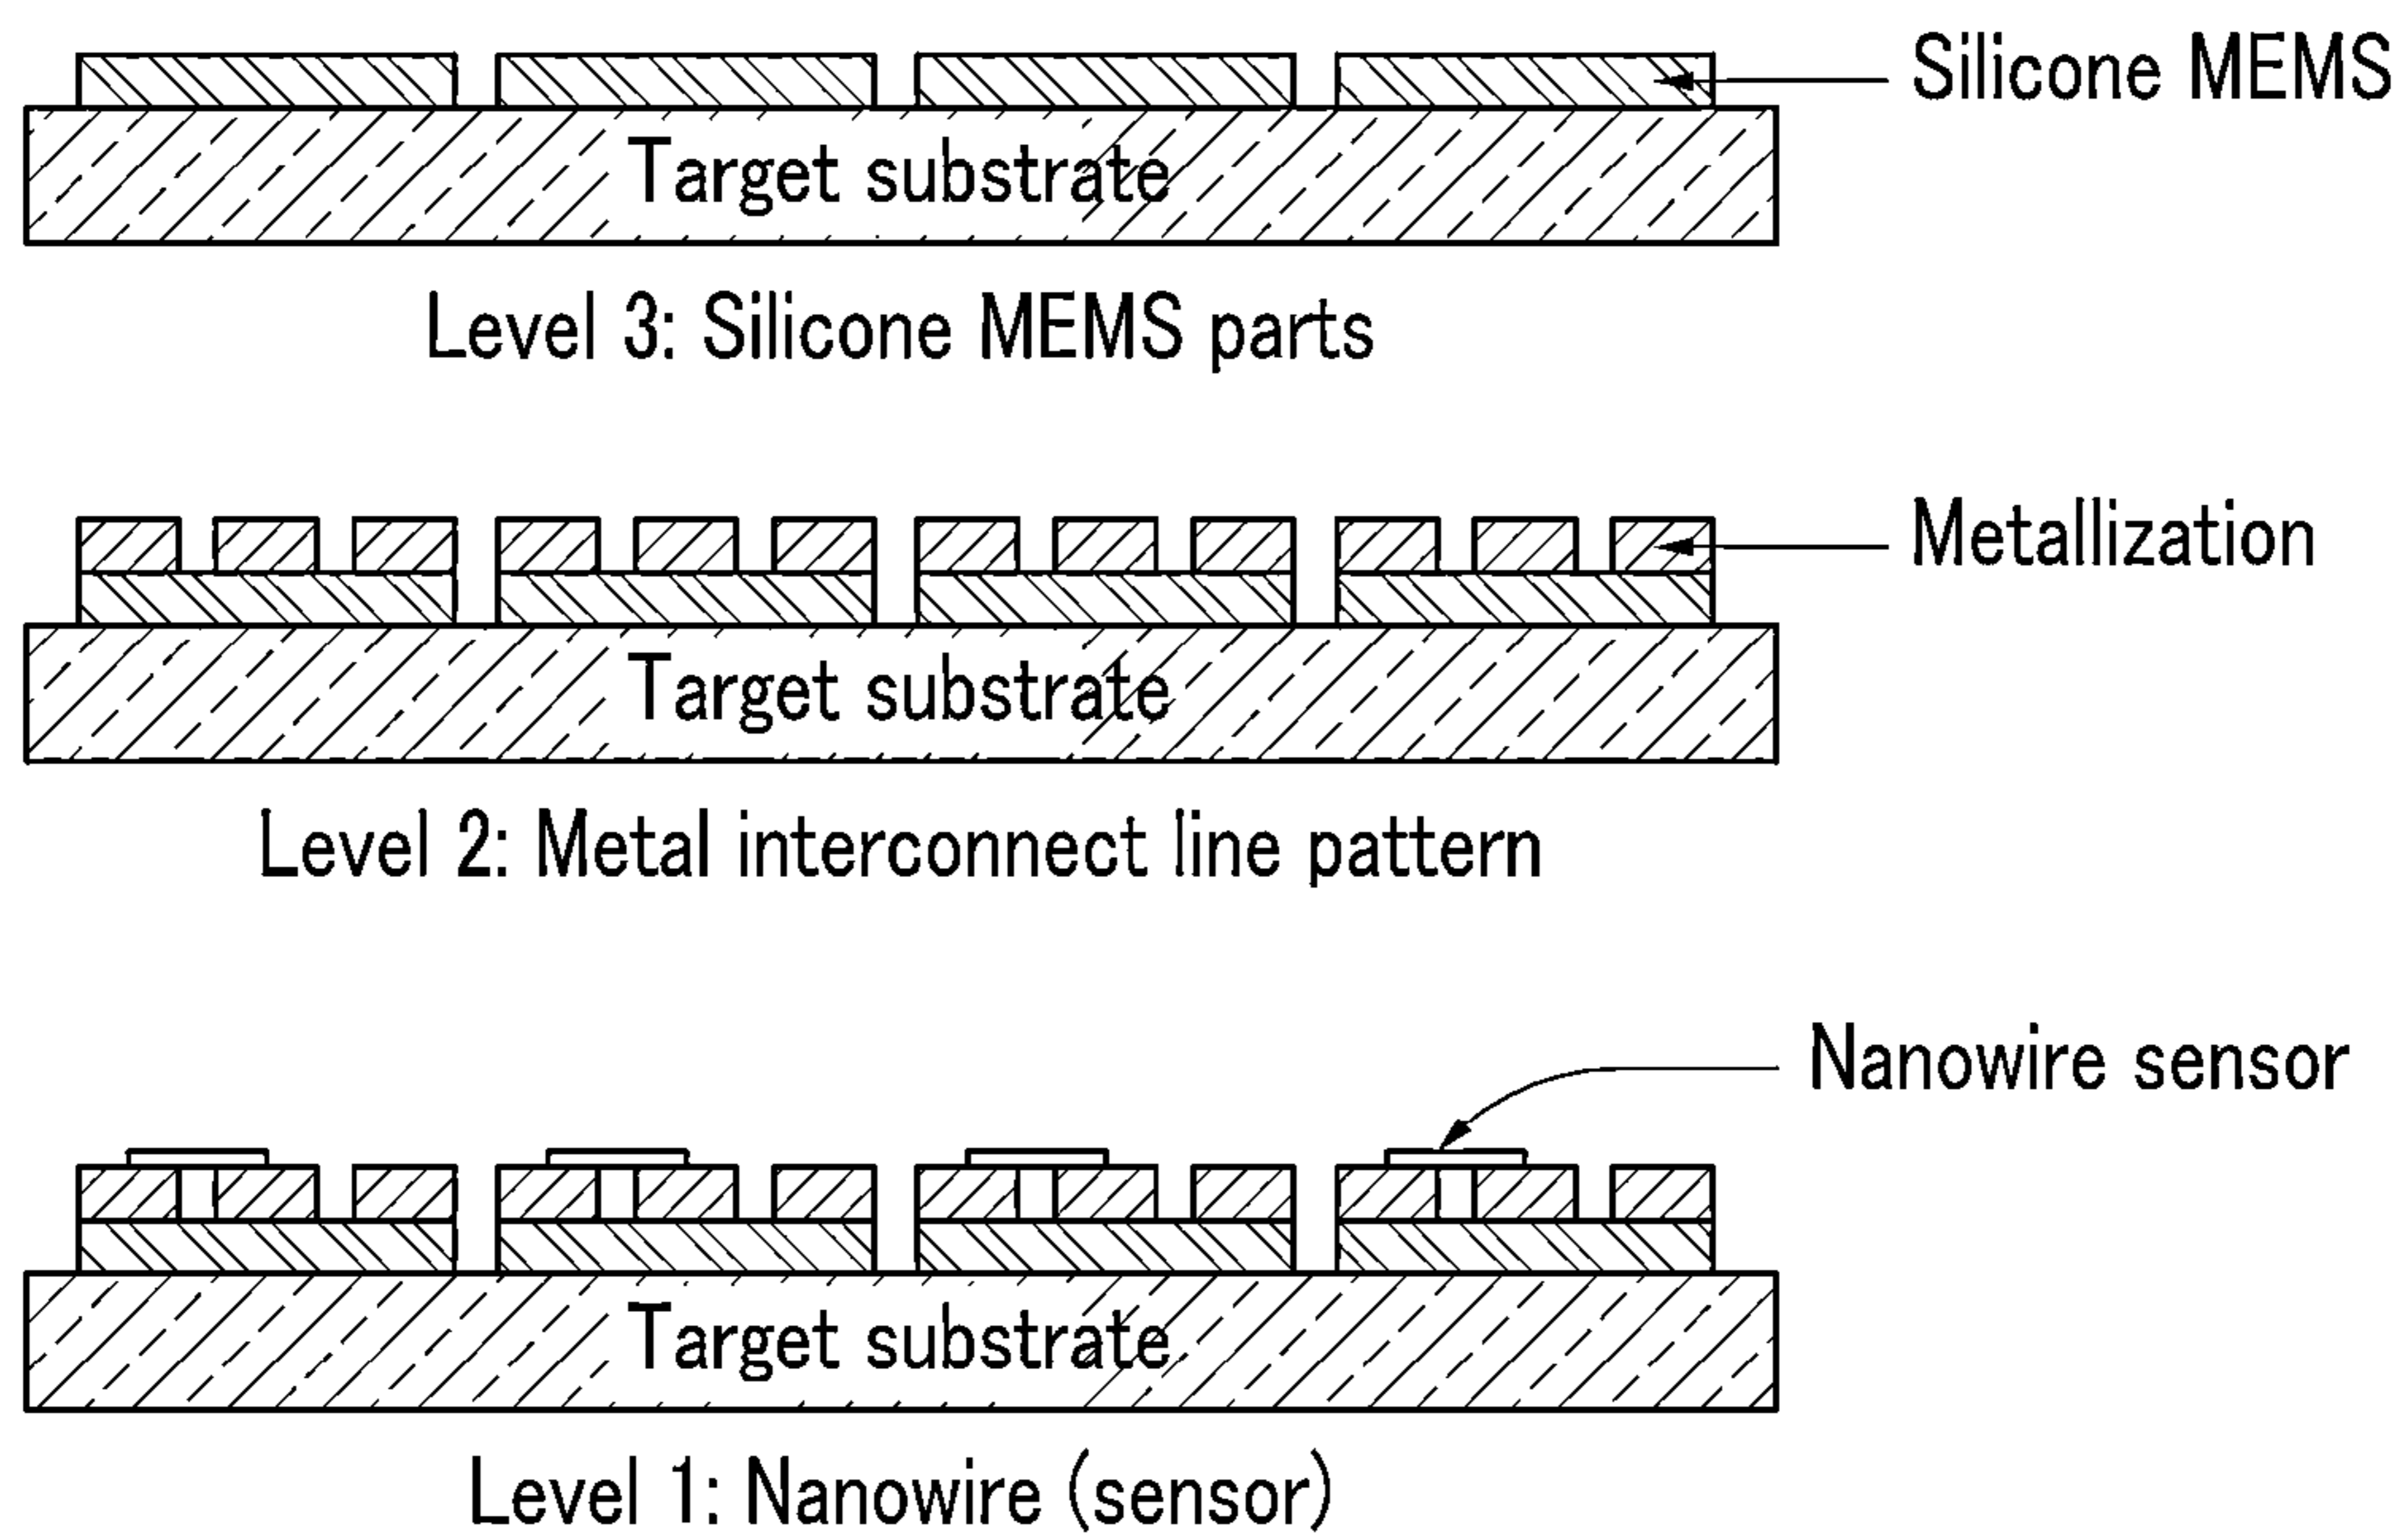 Silicone MEMS
Target substrate
Level 3: Silicone MEMS parts
Metallization
Target substrate
Level 2: Metal interconnect line pattern
Nanowire sensor
Target substrate
Level 1: Nanowire (sensor)